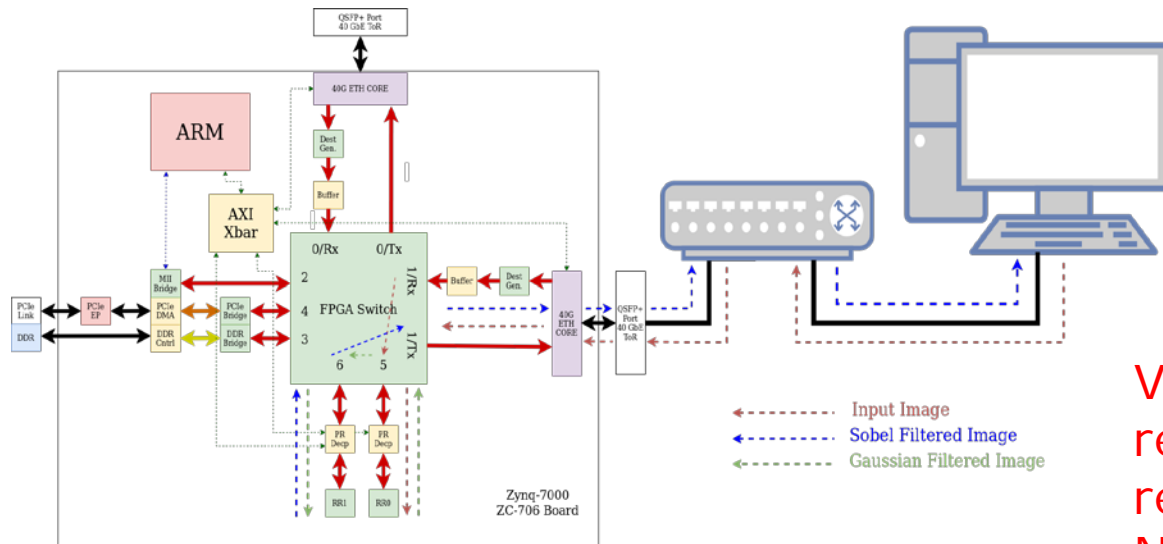 QSFP+ Port
40 GbE ToR
40G ETH CORE
ARM
Dest
Gen.
Buffer
AXI
Xbar
0/Rx
0/Tx
1/Rx
MII
Bridge
2
Buffer
Dest
Gen.
PCIe
Link
PCIe
EP
PCIe
DMA
PCIe
Bridge
4
FPGA Switch
40G
ETH
CORE
QSFP+
Port
40 GbE
ToR
DDR
DDR
Cntrl
DDR
Bridge
3
1/Tx
6
5
PR
Decp
PR
Decp
RR1
RR0
Zynq-7000
ZC-706 Board
Input Image
Sobel Filtered Image
Gaussian Filtered Image
V
re
re